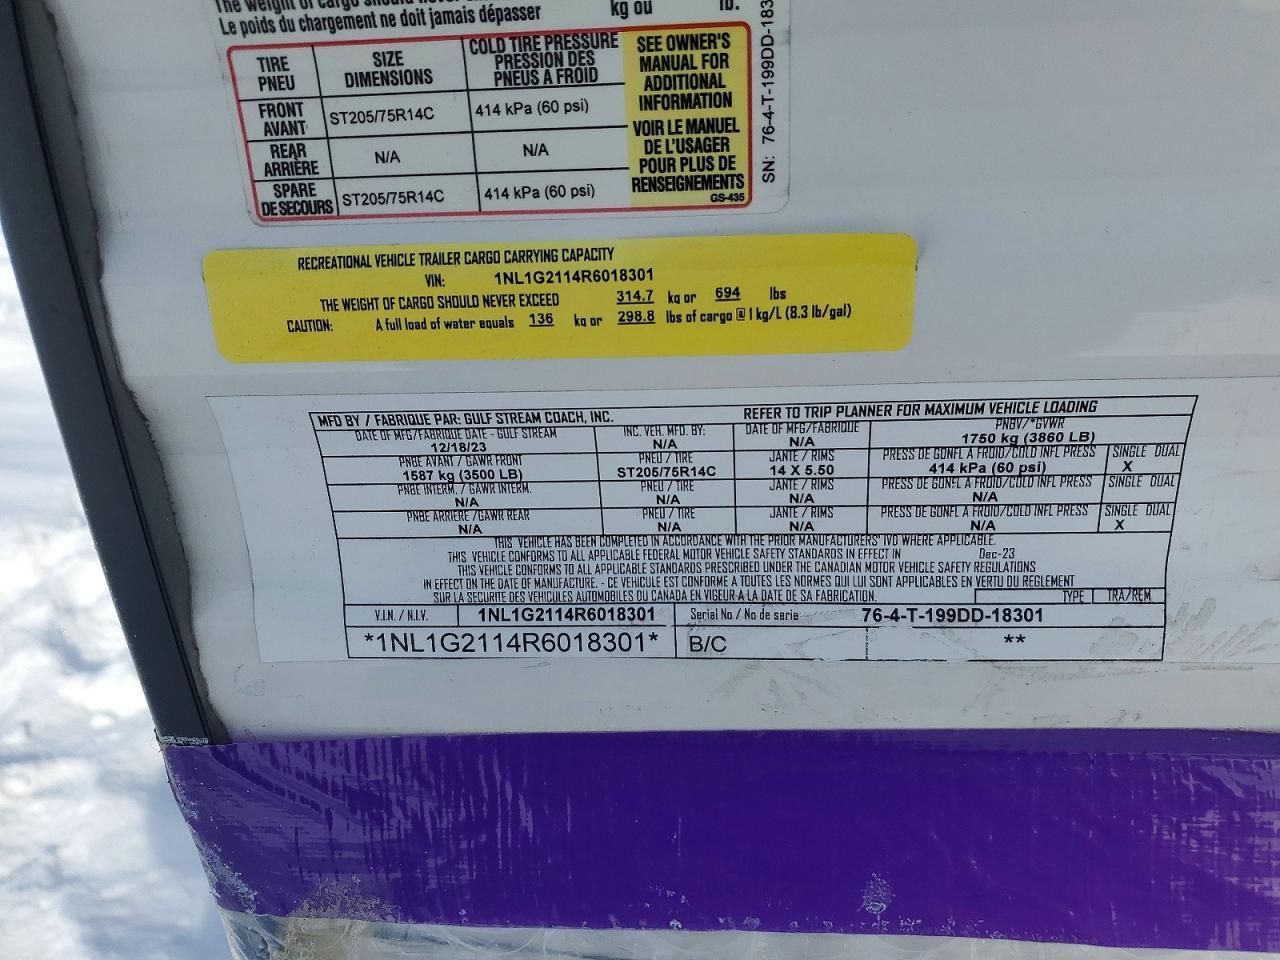 The weight of cargo should never
Le poids du chargement ne doit jamais dépasser kg ou lb.
TIRE PNEU SIZE DIMENSIONS COLD TIRE PRESSURE PRESSION DES PNEUS A FROID
FRONT AVANT ST205/75R14C 414 kPa (60 psi)
REAR ARRIÈRE N/A N/A
SPARE DE SECOURS ST205/75R14C 414 kPa (60 psi)
SEE OWNER'S
MANUAL FOR
ADDITIONAL
INFORMATION
VOIR LE MANUEL
DE L'USAGER
POUR PLUS DE
RENSEIGNEMENTS
GS-435
SN: 76-4-T-199DD-183
RECREATIONAL VEHICLE TRAILER CARGO CARRYING CAPACITY
VIN: 1NL1G2114R6018301
THE WEIGHT OF CARGO SHOULD NEVER EXCEED 314.7 kg or 694 lbs
CAUTION: A full load of water equals 136 kg or 298.8 lbs of cargo @ 1 kg/L (8.3 lb/gal)
MFD BY / FABRIQUE PAR: GULF STREAM COACH, INC. REFER TO TRIP PLANNER FOR MAXIMUM VEHICLE LOADING
DATE OF MFG/FABRIQUE DATE - GULF STREAM INC. VEH. MFD. BY: DATE OF MFG/FABRIQUE PNBV/*GVWR
12/18/23 N/A N/A 1750 kg (3860 LB)
PNBE AVANT / GAWR FRONT PNEU / TIRE JANTE / RIMS PRESS DE GONFL A FROID/COLD INFL PRESS SINGLE DUAL
1587 kg (3500 LB) ST205/75R14C 14 X 5.50 414 kPa (60 psi) X
PNBE INTERM. / GAWR INTERM. PNEU / TIRE JANTE / RIMS PRESS DE GONFL A FROID/COLD INFL PRESS SINGLE DUAL
N/A N/A N/A N/A
PNBE ARRIERE /GAWR REAR PNEU / TIRE JANTE / RIMS PRESS DE GONFL A FROID/COLD INFL PRESS SINGLE DUAL
N/A N/A N/A N/A X
THIS VEHICLE HAS BEEN COMPLETED IN ACCORDANCE WITH THE PRIOR MANUFACTURERS' IVD WHERE APPLICABLE.
THIS VEHICLE CONFORMS TO ALL APPLICABLE FEDERAL MOTOR VEHICLE SAFETY STANDARDS IN EFFECT IN Dec-23
THIS VEHICLE CONFORMS TO ALL APPLICABLE STANDARDS PRESCRIBED UNDER THE CANADIAN MOTOR VEHICLE SAFETY REGULATIONS
IN EFFECT ON THE DATE OF MANUFACTURE. - CE VEHICULE EST CONFORME A TOUTES LES NORMES QUI LUI SONT APPLICABLES EN VERTU DU REGLEMENT
SUR LA SECURITE DES VEHICULES AUTOMOBILES DU CANADA EN VIGEUR A LA DATE DE SA FABRICATION. TYPE TRA/REM
V.I.N. / N.I.V. 1NL1G2114R6018301 Serial No / No de serie 76-4-T-199DD-18301
*1NL1G2114R6018301* B/C **